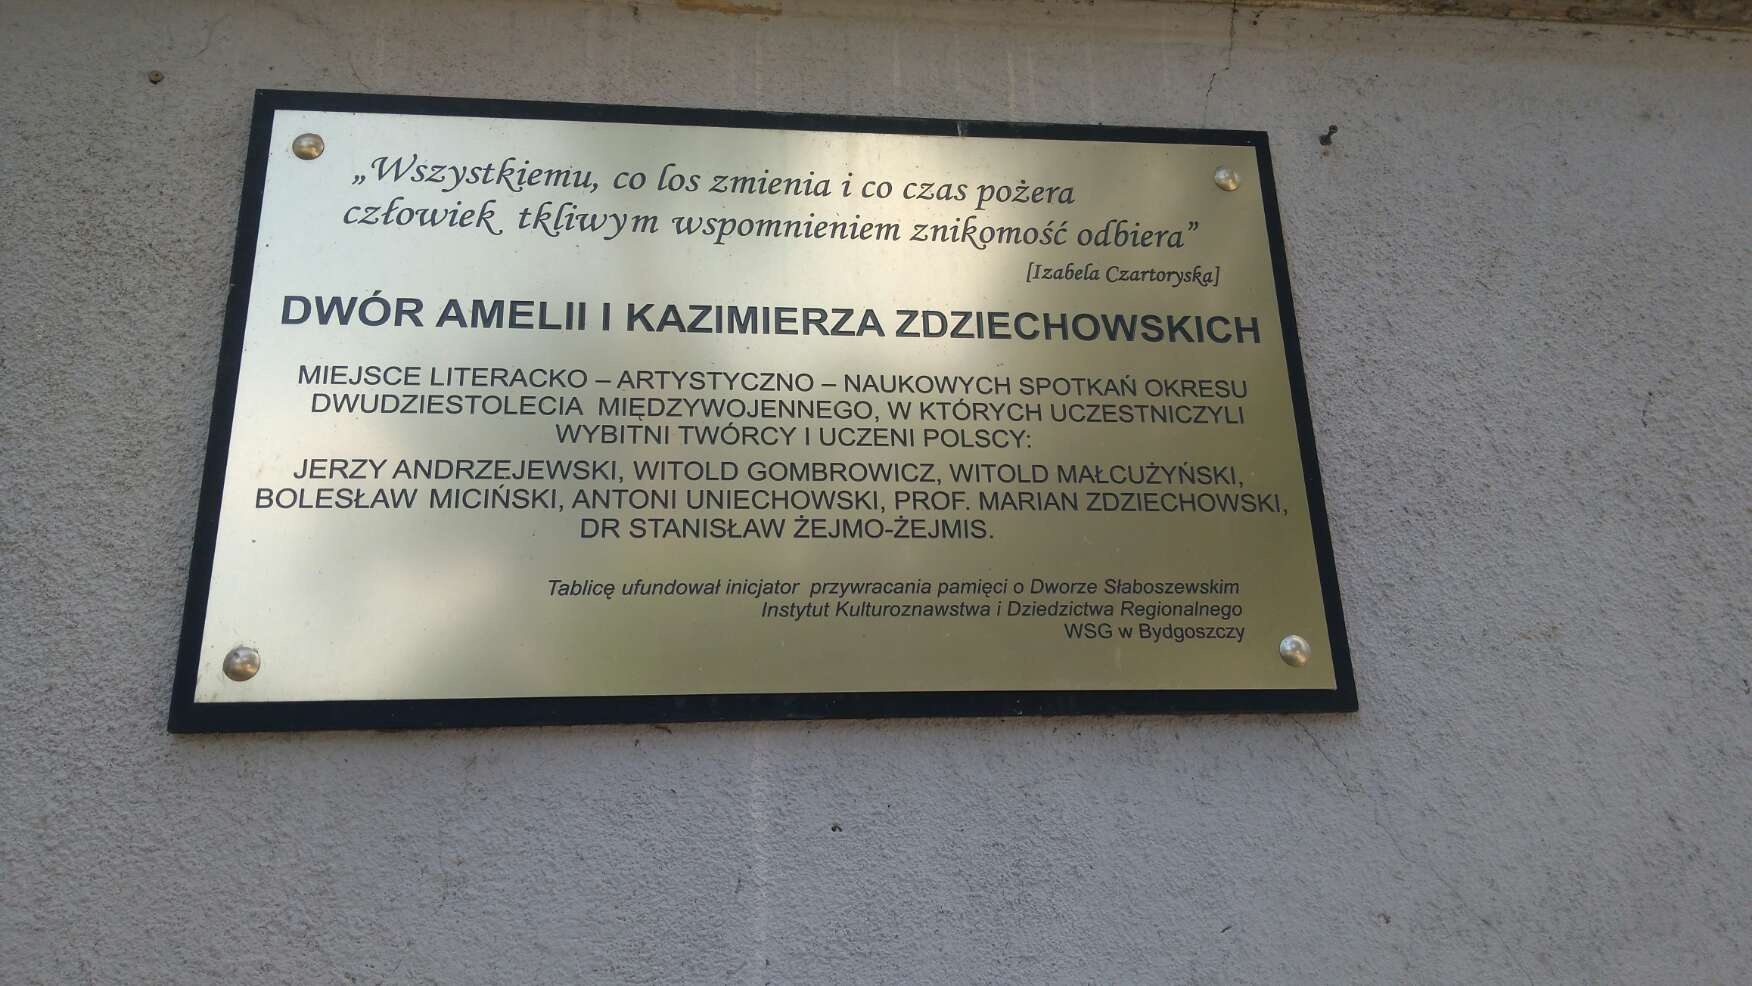 „Wszystkiemu, co los zmienia i co czas pożera
człowiek tkliwym wspomnieniem znikomość odbiera”
[Izabela Czartoryska]
DWÓR AMELII I KAZIMIERZA ZDZIECHOWSKICH
MIEJSCE LITERACKO – ARTYSTYCZNO – NAUKOWYCH SPOTKAŃ OKRESU
DWUDZIESTOLECIA MIĘDZYWOJENNEGO, W KTÓRYCH UCZESTNICZYLI
WYBITNI TWÓRCY I UCZENI POLSCY:
JERZY ANDRZEJEWSKI, WITOLD GOMBROWICZ, WITOLD MAŁCUŻYŃSKI,
BOLESŁAW MICIŃSKI, ANTONI UNIECHOWSKI, PROF. MARIAN ZDZIECHOWSKI,
DR STANISŁAW ŻEJMO-ŻEJMIS.
Tablicę ufundował inicjator przywracania pamięci o Dworze Słaboszewskim
Instytut Kulturoznawstwa i Dziedzictwa Regionalnego
WSG w Bydgoszczy